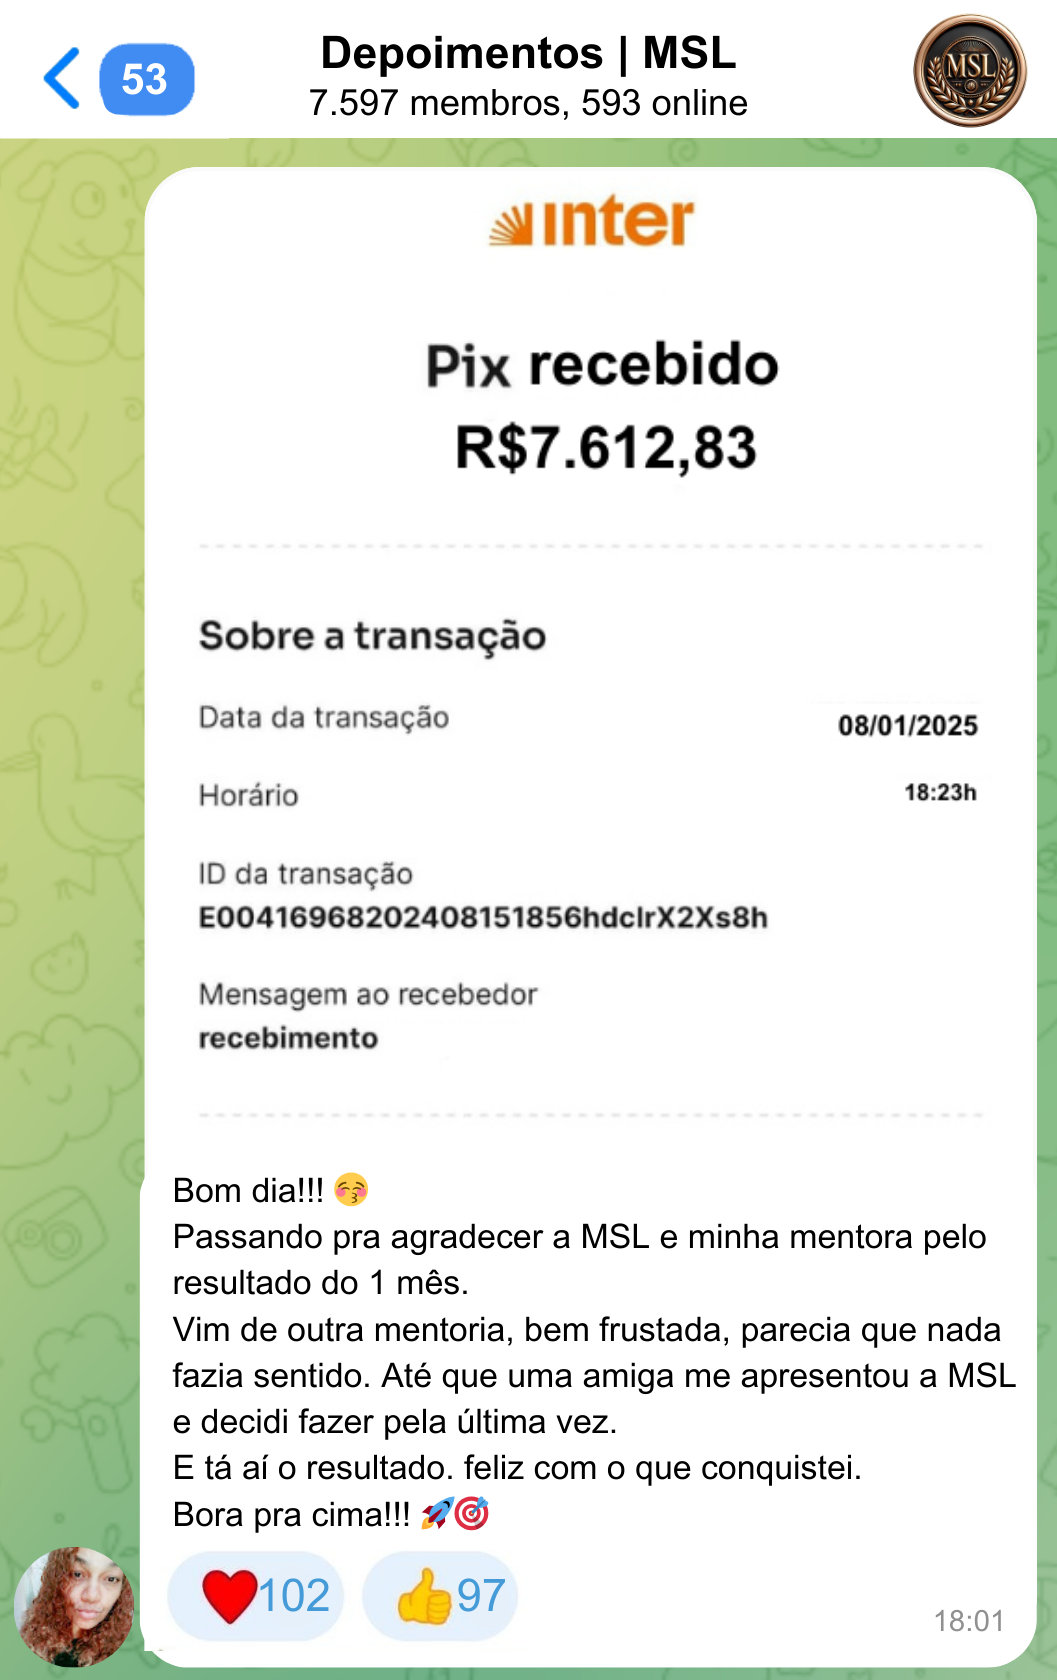 53
Depoimentos | MSL
7.597 membros, 593 online
MSL
inter
Pix recebido
R$7.612,83
Sobre a transação
Data da transação
08/01/2025
Horário
18:23h
ID da transação
E00416968202408151856hdclrX2Xs8h
Mensagem ao recebedor
recebimento
Bom dia!!! 😚
Passando pra agradecer a MSL e minha mentora pelo
resultado do 1 mês.
Vim de outra mentoria, bem frustada, parecia que nada
fazia sentido. Até que uma amiga me apresentou a MSL
e decidi fazer pela última vez.
E tá aí o resultado. feliz com o que conquistei.
Bora pra cima!!! 🚀🎯
❤️102 👍97
18:01